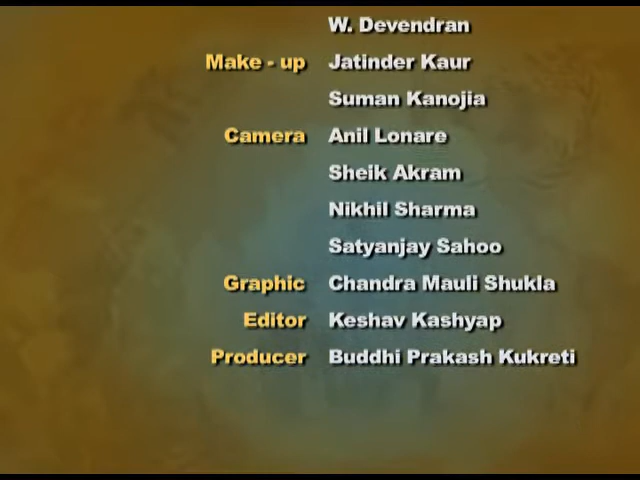 W. Devendran
Make - up Jatinder Kaur
Suman Kanojia
Camera Anil Lonare
Sheik Akram
Nikhil Sharma
Satyanjay Sahoo
Graphic Chandra Mauli Shukla
Editor Keshav Kashyap
Producer Buddhi Prakash Kukreti